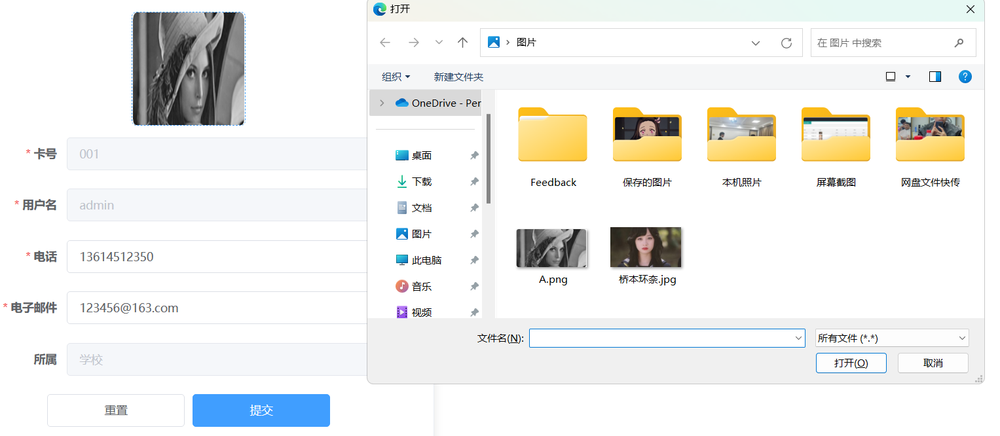 * 卡号 001
* 用户名 admin
* 电话 13614512350
* 电子邮件 123456@163.com
所属 学校
重置 提交
打开
图片
在 图片 中搜索
组织 新建文件夹
OneDrive - Per
桌面
下载
文档
图片
此电脑
音乐
视频
Feedback 保存的图片 本机照片 屏幕截图 网盘文件快传
A.png 桥本环奈.jpg
文件名(N): 所有文件 (*.*)
打开(O) 取消